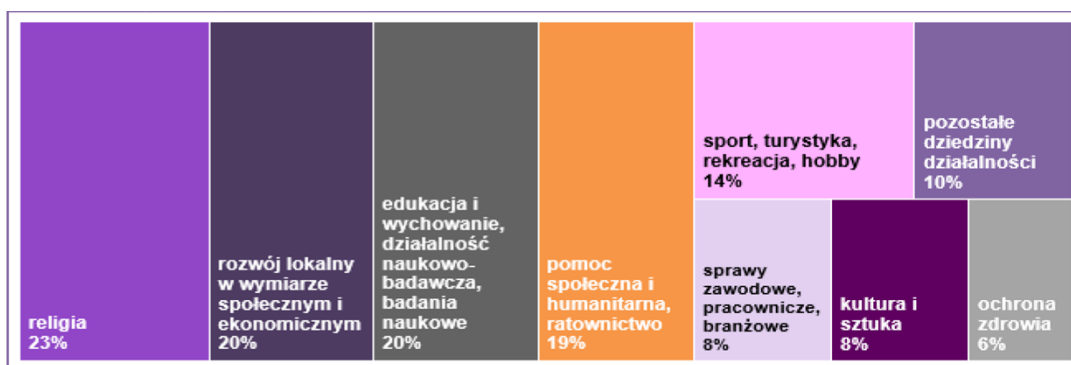 religia
23%
rozwój lokalny
w wymiarze
społecznym i
ekonomicznym
20%
edukacja i
wychowanie,
działalność
naukowo-
badawcza,
badania
naukowe
20%
pomoc
społeczna i
humanitarna,
ratownictwo
19%
sport, turystyka,
rekreacja, hobby
14%
pozostałe
dziedziny
działalności
10%
sprawy
zawodowe,
pracownicze,
branżowe
8%
kultura i
sztuka
8%
ochrona
zdrowia
6%